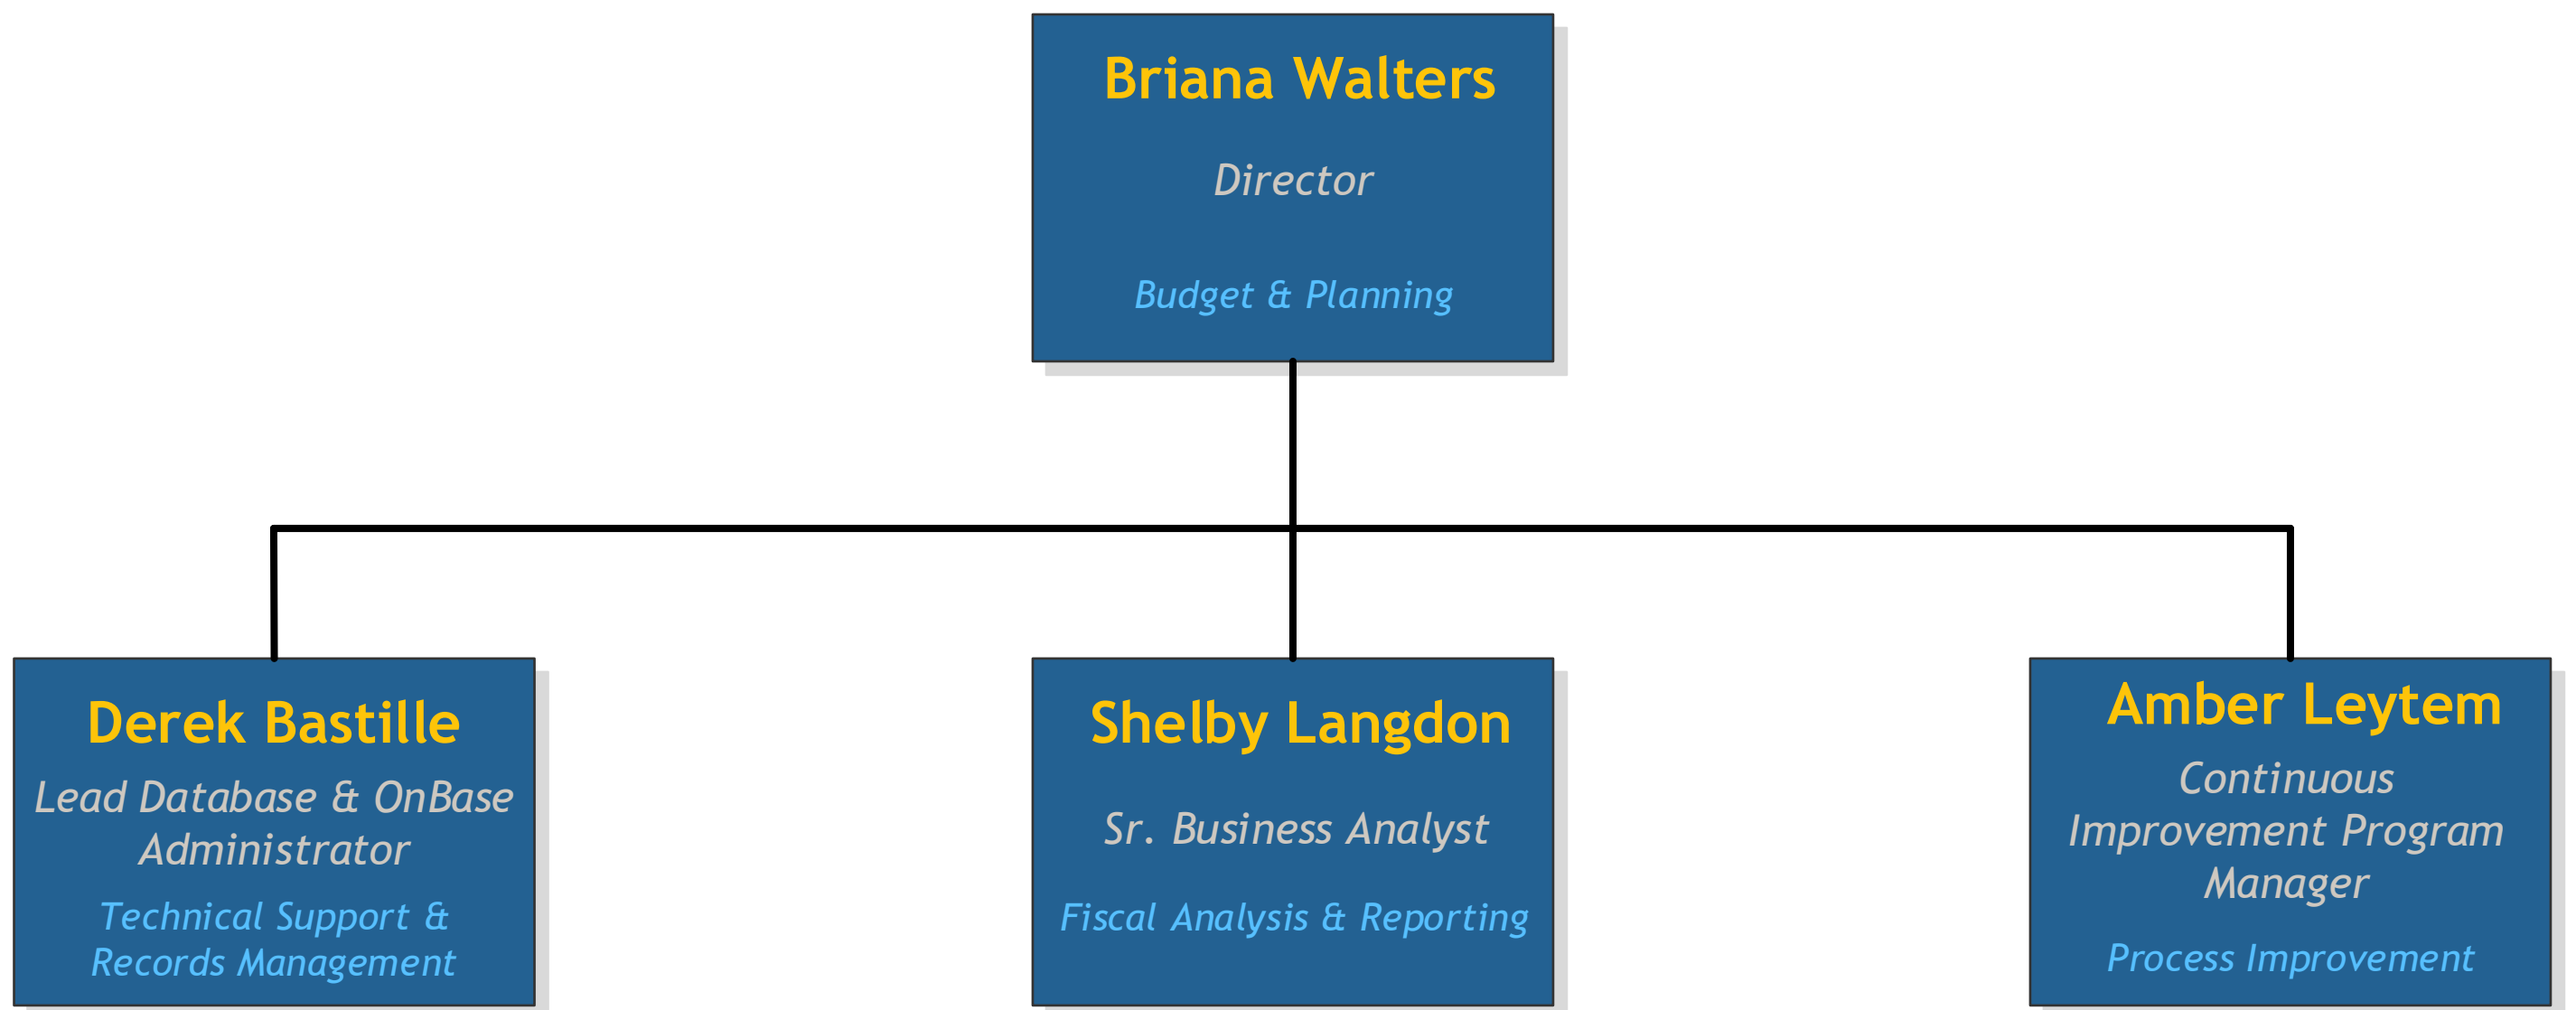 Briana Walters
Director
Budget & Planning
Derek Bastille
Lead Database & OnBase
Administrator
Technical Support &
Records Management
Shelby Langdon
Sr. Business Analyst
Fiscal Analysis & Reporting
Amber Leytem
Continuous
Improvement Program
Manager
Process Improvement